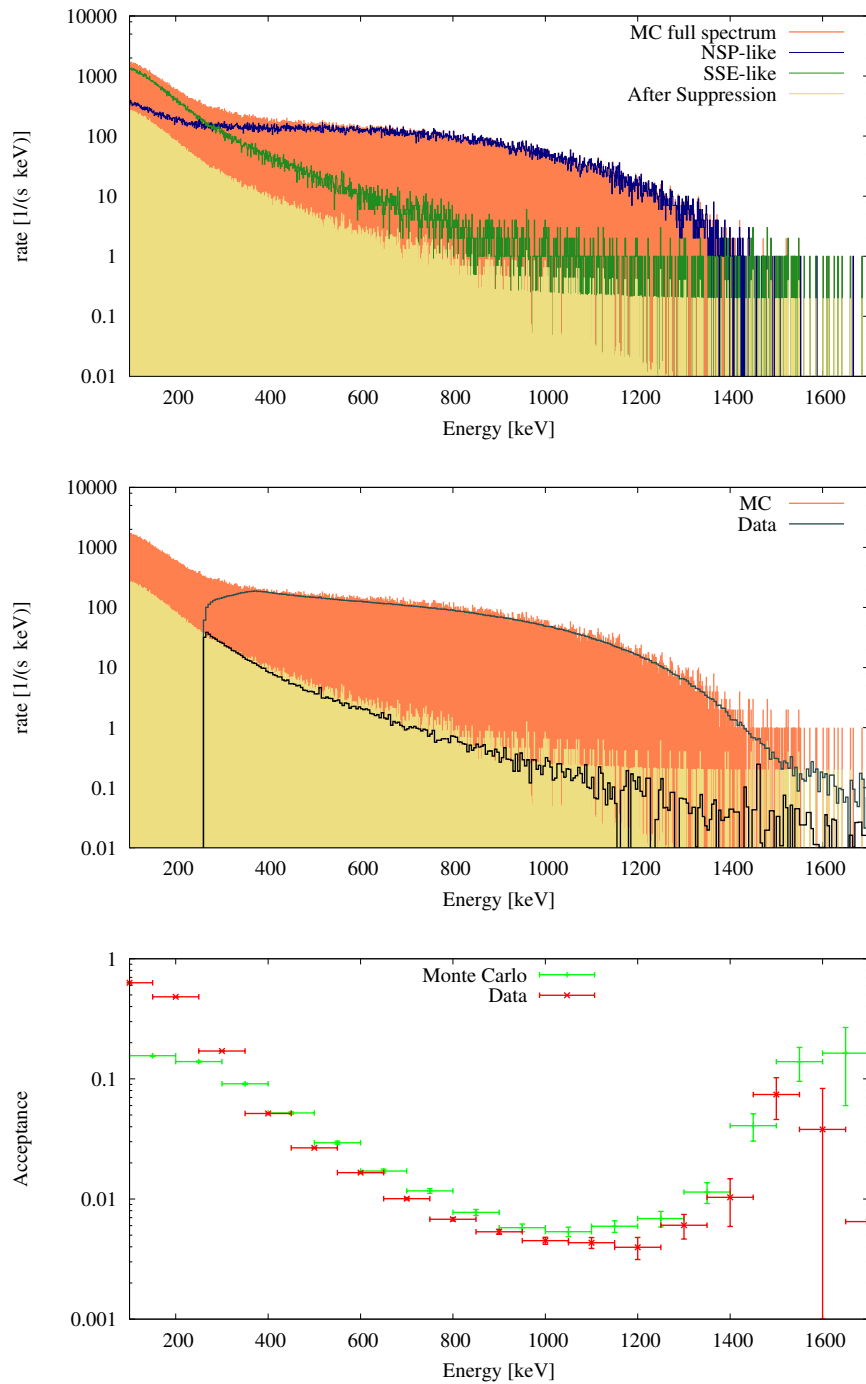 10000
1000
100
10
1
0.1
0.01
rate [1/(s keV)]
MC full spectrum
NSP-like
SSE-like
After Suppression
200 400 600 800 1000 1200 1400 1600
Energy [keV]
10000
1000
100
10
1
0.1
0.01
rate [1/(s keV)]
MC
Data
200 400 600 800 1000 1200 1400 1600
Energy [keV]
1
0.1
0.01
0.001
Acceptance
Monte Carlo
Data
200 400 600 800 1000 1200 1400 1600
Energy [keV]